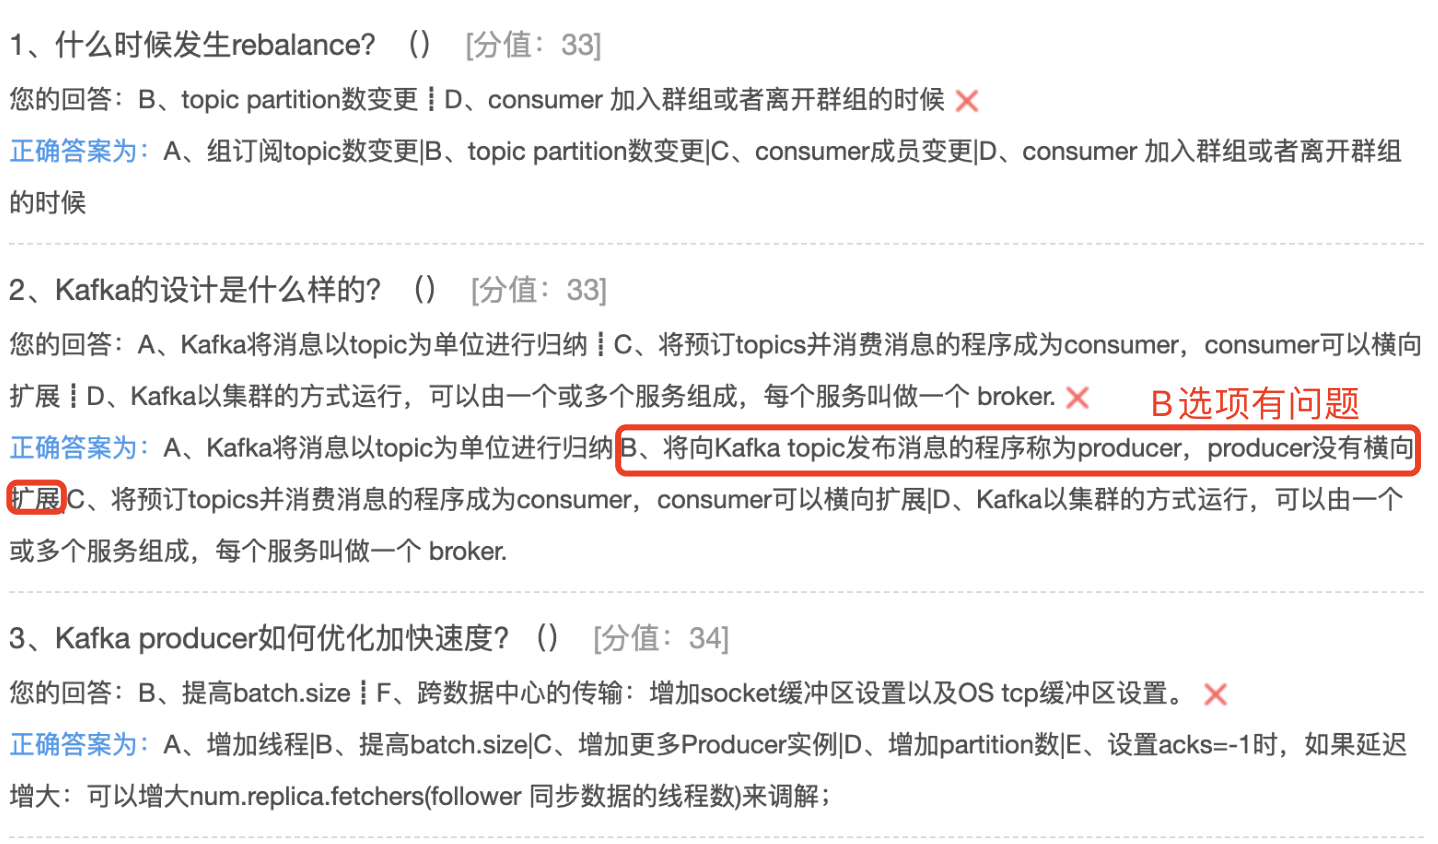 1、什么时候发生rebalance? () [分值：33]
您的回答：B、topic partition数变更┋D、consumer 加入群组或者离开群组的时候
正确答案为：A、组订阅topic数变更|B、topic partition数变更|C、consumer成员变更|D、consumer 加入群组或者离开群组
的时候
2、Kafka的设计是什么样的? () [分值：33]
您的回答：A、Kafka将消息以topic为单位进行归纳┋C、将预订topics并消费消息的程序成为consumer，consumer可以横向
扩展┋D、Kafka以集群的方式运行，可以由一个或多个服务组成，每个服务叫做一个 broker.
B选项有问题
正确答案为：A、Kafka将消息以topic为单位进行归纳|B、将向Kafka topic发布消息的程序称为producer，producer没有横向
扩展|C、将预订topics并消费消息的程序成为consumer，consumer可以横向扩展|D、Kafka以集群的方式运行，可以由一个
或多个服务组成，每个服务叫做一个 broker.
3、Kafka producer如何优化加快速度? () [分值：34]
您的回答：B、提高batch.size┋F、跨数据中心的传输：增加socket缓冲区设置以及OS tcp缓冲区设置。
正确答案为：A、增加线程|B、提高batch.size|C、增加更多Producer实例|D、增加partition数|E、设置acks=-1时，如果延迟
增大：可以增大num.replica.fetchers(follower 同步数据的线程数)来调解；